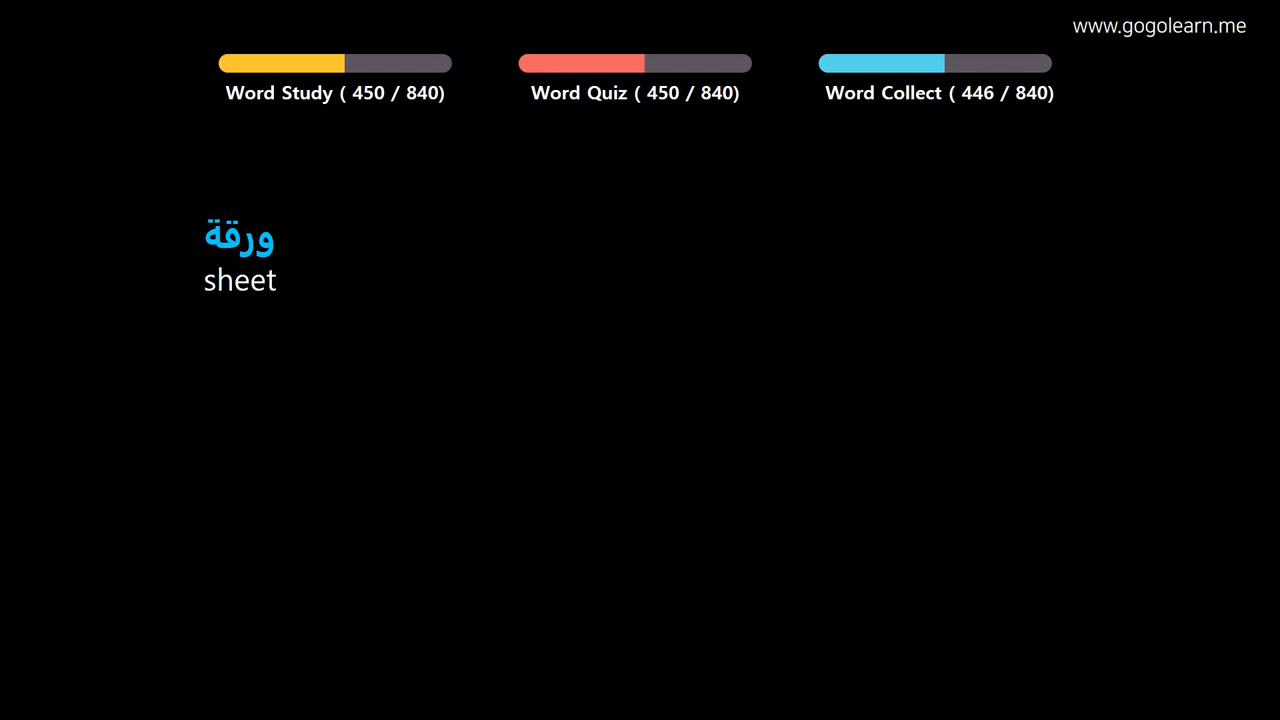 www.gogolearn.me
Word Study ( 450 / 840)
Word Quiz ( 450 / 840)
Word Collect ( 446 / 840)
ورقة
sheet